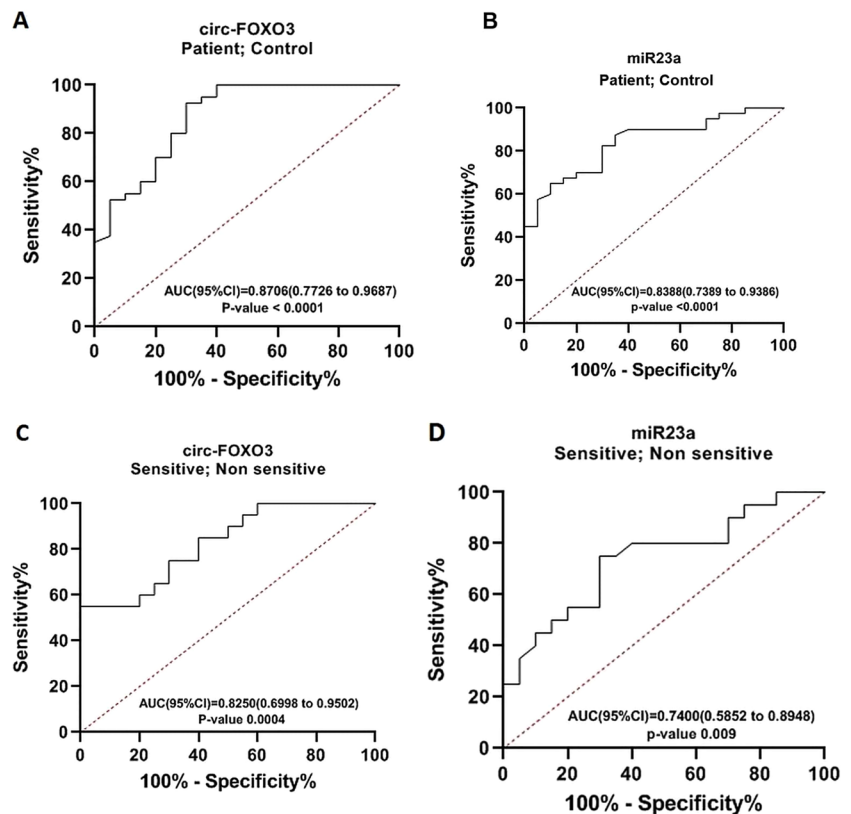 A
circ-FOXO3
Patient; Control
100
80
60
40
20
0
Sensitivity%
AUC(95%CI)=0.8706(0.7726 to 0.9687)
P-value < 0.0001
0 20 40 60 80 100
100% - Specificity%
B
miR23a
Patient; Control
100
80
60
40
20
0
Sensitivity%
AUC(95%CI)=0.8388(0.7389 to 0.9386)
p-value <0.0001
0 20 40 60 80 100
100% - Specificity%
C
circ-FOXO3
Sensitive; Non sensitive
100
80
60
40
20
0
Sensitivity%
AUC(95%CI)=0.8250(0.6998 to 0.9502)
P-value 0.0004
0 20 40 60 80 100
100% - Specificity%
D
miR23a
Sensitive; Non sensitive
100
80
60
40
20
0
Sensitivity%
AUC(95%CI)=0.7400(0.5852 to 0.8948)
p-value 0.009
0 20 40 60 80 100
100% - Specificity%